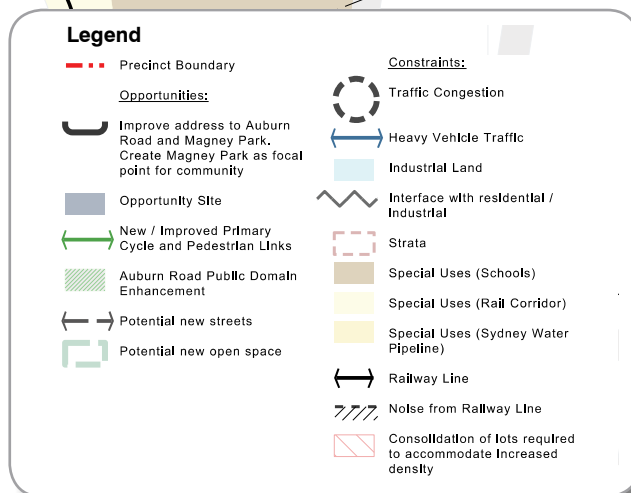 Legend
Precinct Boundary
Opportunities:
Improve address to Auburn
Road and Magney Park.
Create Magney Park as focal
point for community
Opportunity Site
New / Improved Primary
Cycle and Pedestrian Links
Auburn Road Public Domain
Enhancement
Potential new streets
Potential new open space
Constraints:
Traffic Congestion
Heavy Vehicle Traffic
Industrial Land
Interface with residential /
Industrial
Strata
Special Uses (Schools)
Special Uses (Rail Corridor)
Special Uses (Sydney Water
Pipeline)
Railway Line
Noise from Railway Line
Consolidation of lots required
to accommodate increased
density